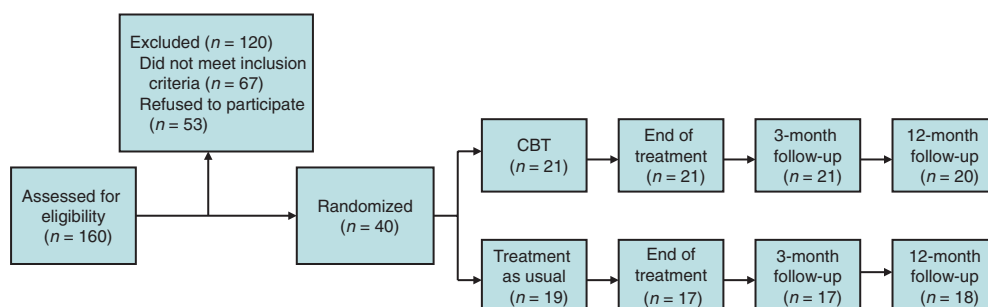 Excluded (n = 120)
Did not meet inclusion
criteria (n = 67)
Refused to participate
(n = 53)
Assessed for
eligibility
(n = 160)
Randomized
(n = 40)
CBT
(n = 21)
End of
treatment
(n = 21)
3-month
follow-up
(n = 21)
12-month
follow-up
(n = 20)
Treatment
as usual
(n = 19)
End of
treatment
(n = 17)
3-month
follow-up
(n = 17)
12-month
follow-up
(n = 18)